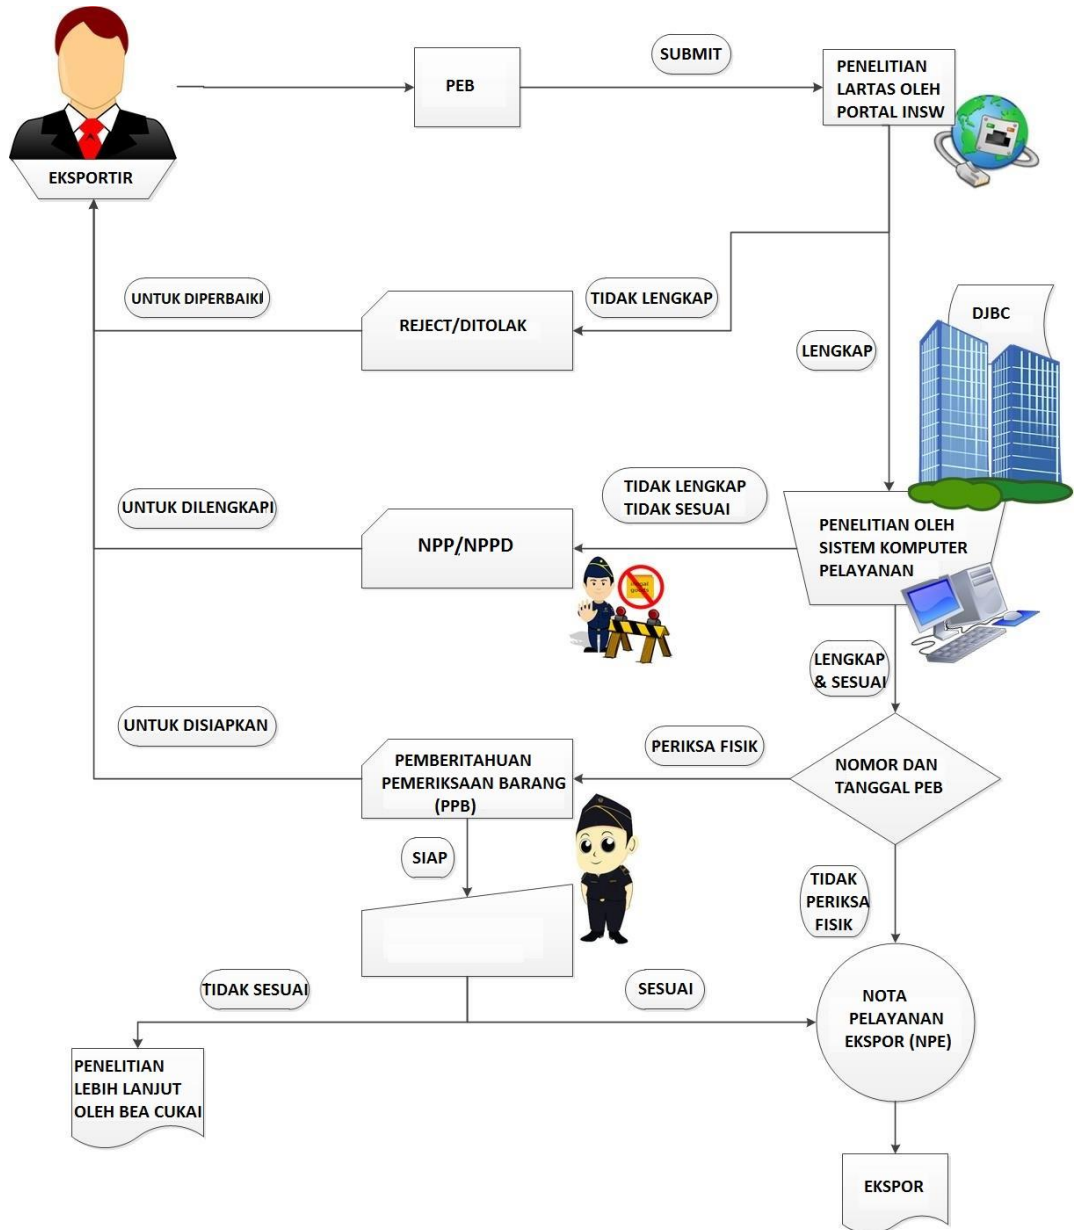 SUBMIT
PEB
PENELITIAN
LARTAS OLEH
PORTAL INSW
EKSPORTIR
UNTUK DIPERBAIKI
REJECT/DITOLAK
TIDAK LENGKAP
LENGKAP
DJBC
UNTUK DILENGKAPI
NPP/NPPD
TIDAK LENGKAP
TIDAK SESUAI
PENELITIAN OLEH
SISTEM KOMPUTER
PELAYANAN
goods
LENGKAP
& SESUAI
UNTUK DISIAPKAN
PEMBERITAHUAN
PEMERIKSAAN BARANG
(PPB)
PERIKSA FISIK
NOMOR DAN
TANGGAL PEB
SIAP
TIDAK
PERIKSA
FISIK
TIDAK SESUAI
SESUAI
NOTA
PELAYANAN
EKSPOR (NPE)
PENELITIAN
LEBIH LANJUT
OLEH BEA CUKAI
EKSPOR